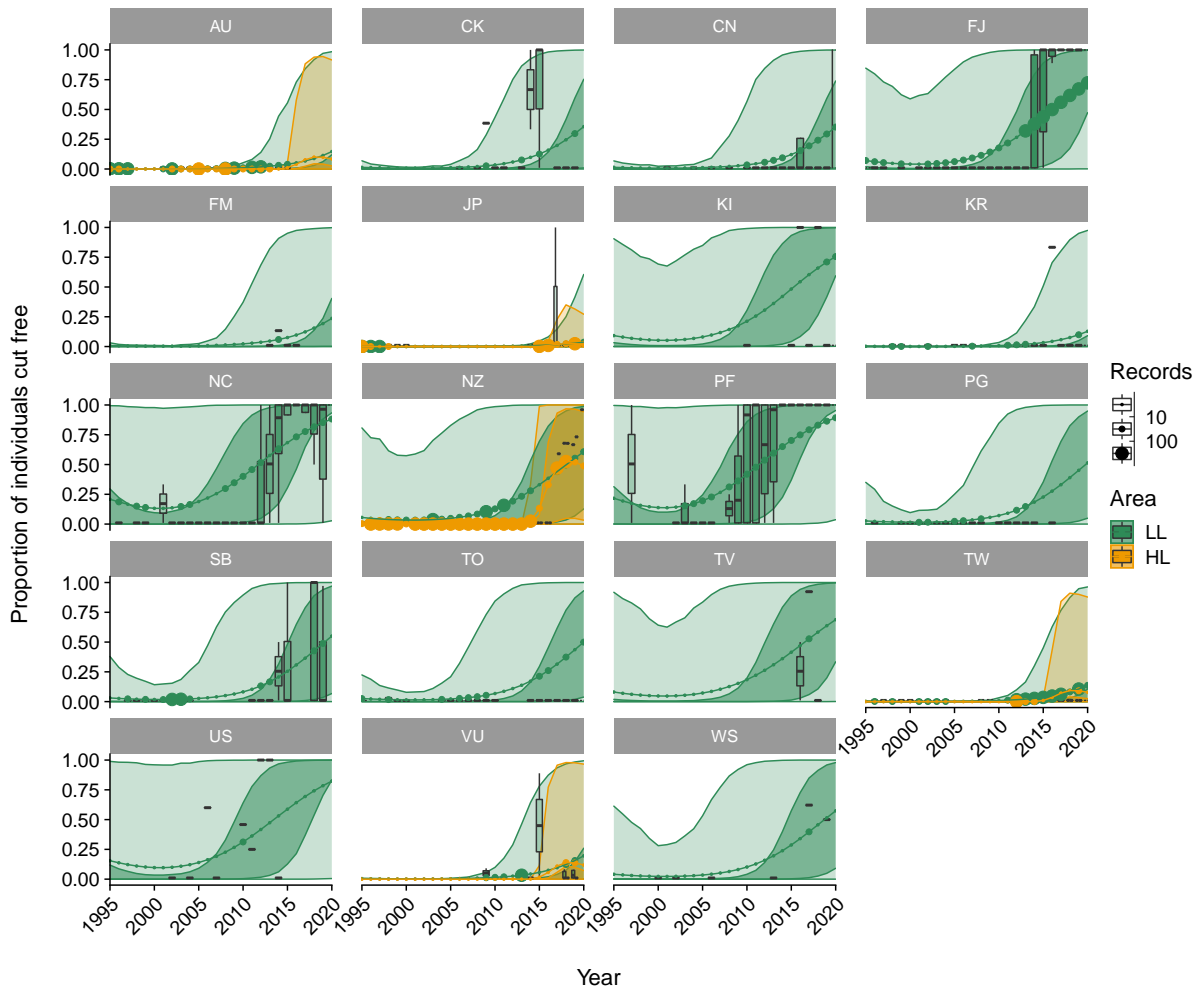 AU CK CN FJ
1.00
0.75
0.50
0.25
0.00
FM JP KI KR
1.00
0.75
0.50
0.25
0.00
NC NZ PF PG
1.00
0.75
0.50
0.25
0.00
SB TO TV TW
1.00
0.75
0.50
0.25
0.00
1995 2000 2005 2010 2015 2020
US VU WS
1.00
0.75
0.50
0.25
0.00
1995 2000 2005 2010 2015 2020 1995 2000 2005 2010 2015 2020 1995 2000 2005 2010 2015 2020
Year
Proportion of individuals cut free
Records
10
100
Area
LL
HL